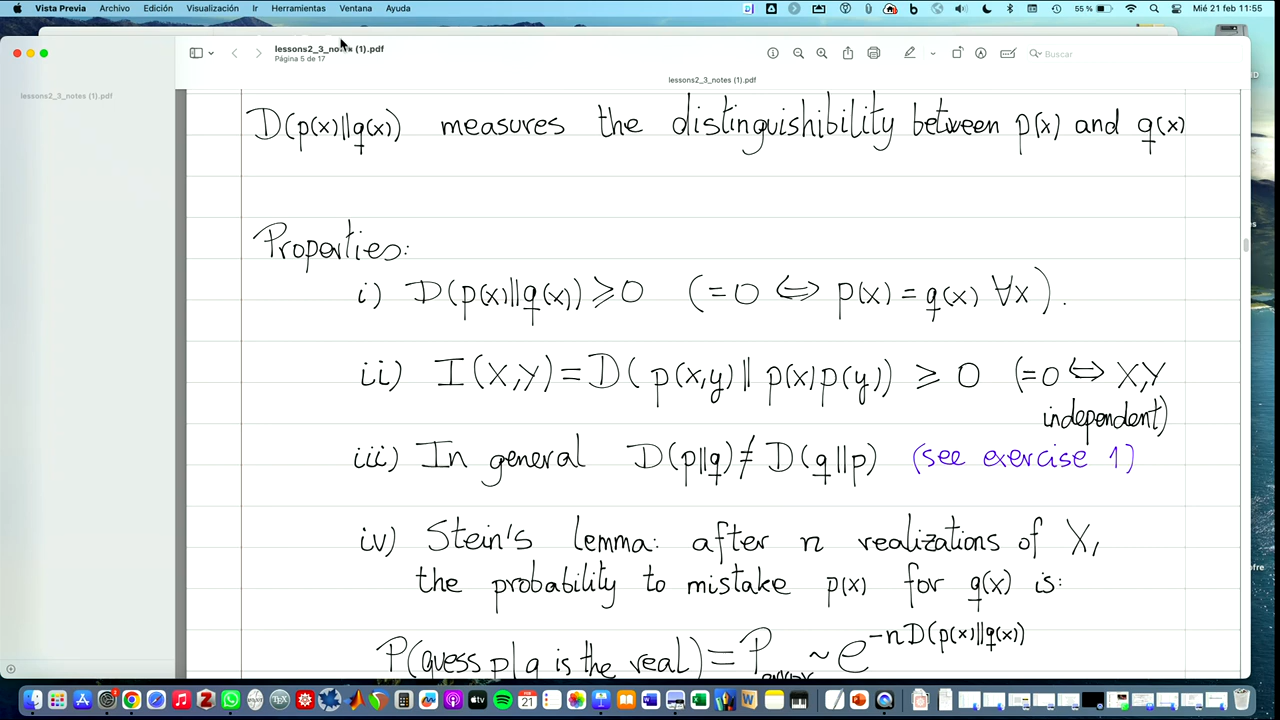 Vista Previa Archivo Edición Visualización Ir Herramientas Ventana Ayuda 55 % Mié 21 feb 11:55
lessons2_3_notes (1).pdf
Página 5 de 17
Buscar
lessons2_3_notes (1).pdf
lessons2_3_notes (1).pdf
D(p(x)||q(x)) measures the distinguishibility between p(x) and q(x)
Properties:
i) D(p(x)||q(x)) ⩾ 0 (=0 ⟺ p(x) = q(x) ∀x).
ii) I(X,Y) = D(p(x,y)||p(x)p(y)) ⩾ 0 (=0 ⟺ X,Y
independent)
iii) In general D(p||q) ≠ D(q||p) (see exercise 1)
iv) Stein's lemma: after n realizations of X,
the probability to mistake p(x) for q(x) is:
P(guess p|q is the real) = P_error ~ e^{-nD(p(x)||q(x))}